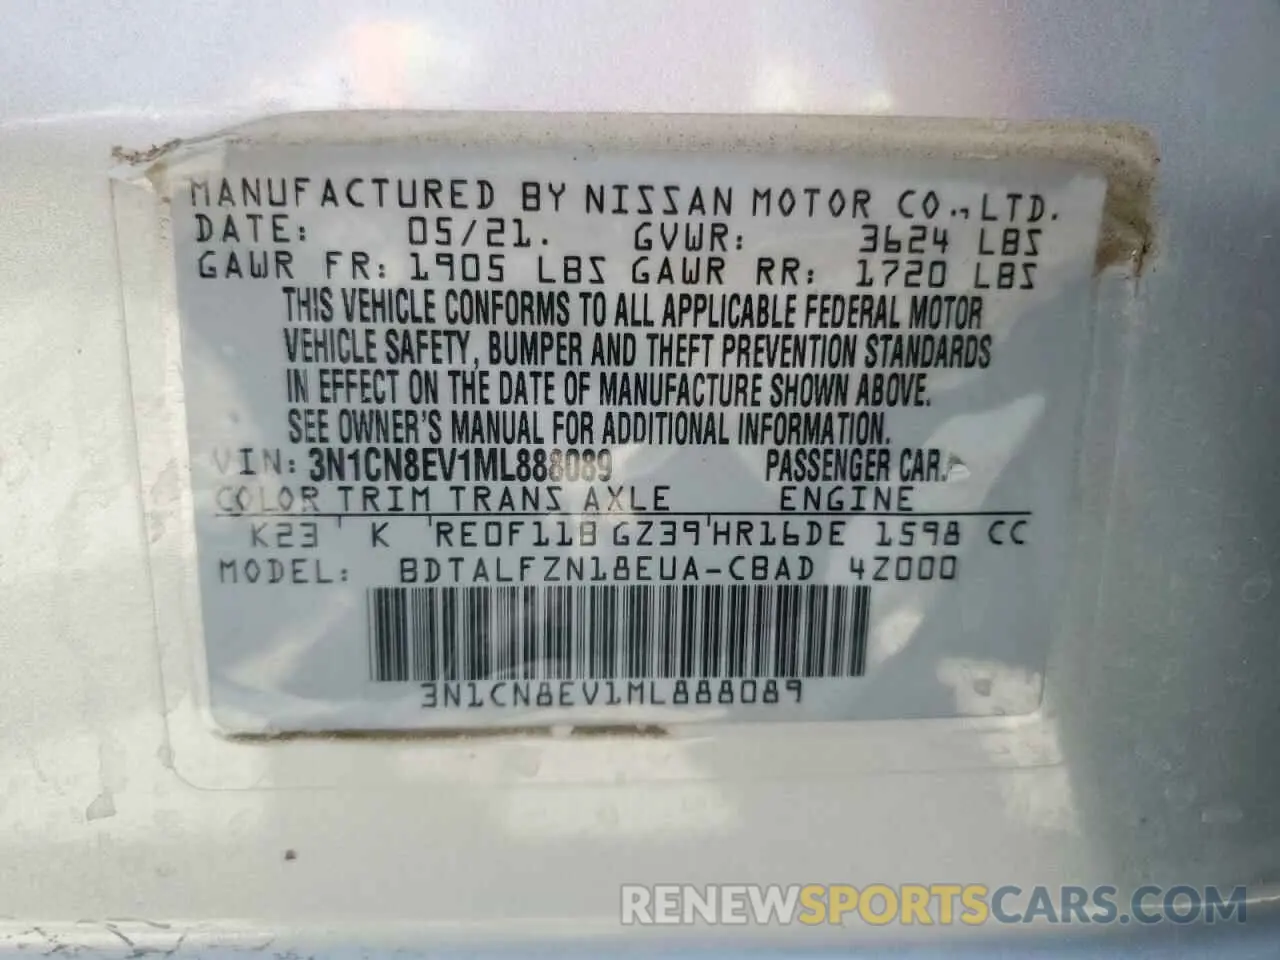 MANUFACTURED BY NISSAN MOTOR CO.,LTD.
DATE: 05/21. GVWR: 3624 LBS
GAWR FR: 1905 LBS GAWR RR: 1720 LBS
THIS VEHICLE CONFORMS TO ALL APPLICABLE FEDERAL MOTOR
VEHICLE SAFETY, BUMPER AND THEFT PREVENTION STANDARDS
IN EFFECT ON THE DATE OF MANUFACTURE SHOWN ABOVE.
SEE OWNER'S MANUAL FOR ADDITIONAL INFORMATION.
VIN: 3N1CN8EV1ML888089 PASSENGER CAR.
COLOR TRIM TRANS AXLE ENGINE
K23 K RE0F11B GZ39 HR16DE 1598 CC
MODEL: BDTALFZN18EUA-CBAD 4Z000
3N1CN8EV1ML888089
RENEWSPORTSCARS.COM